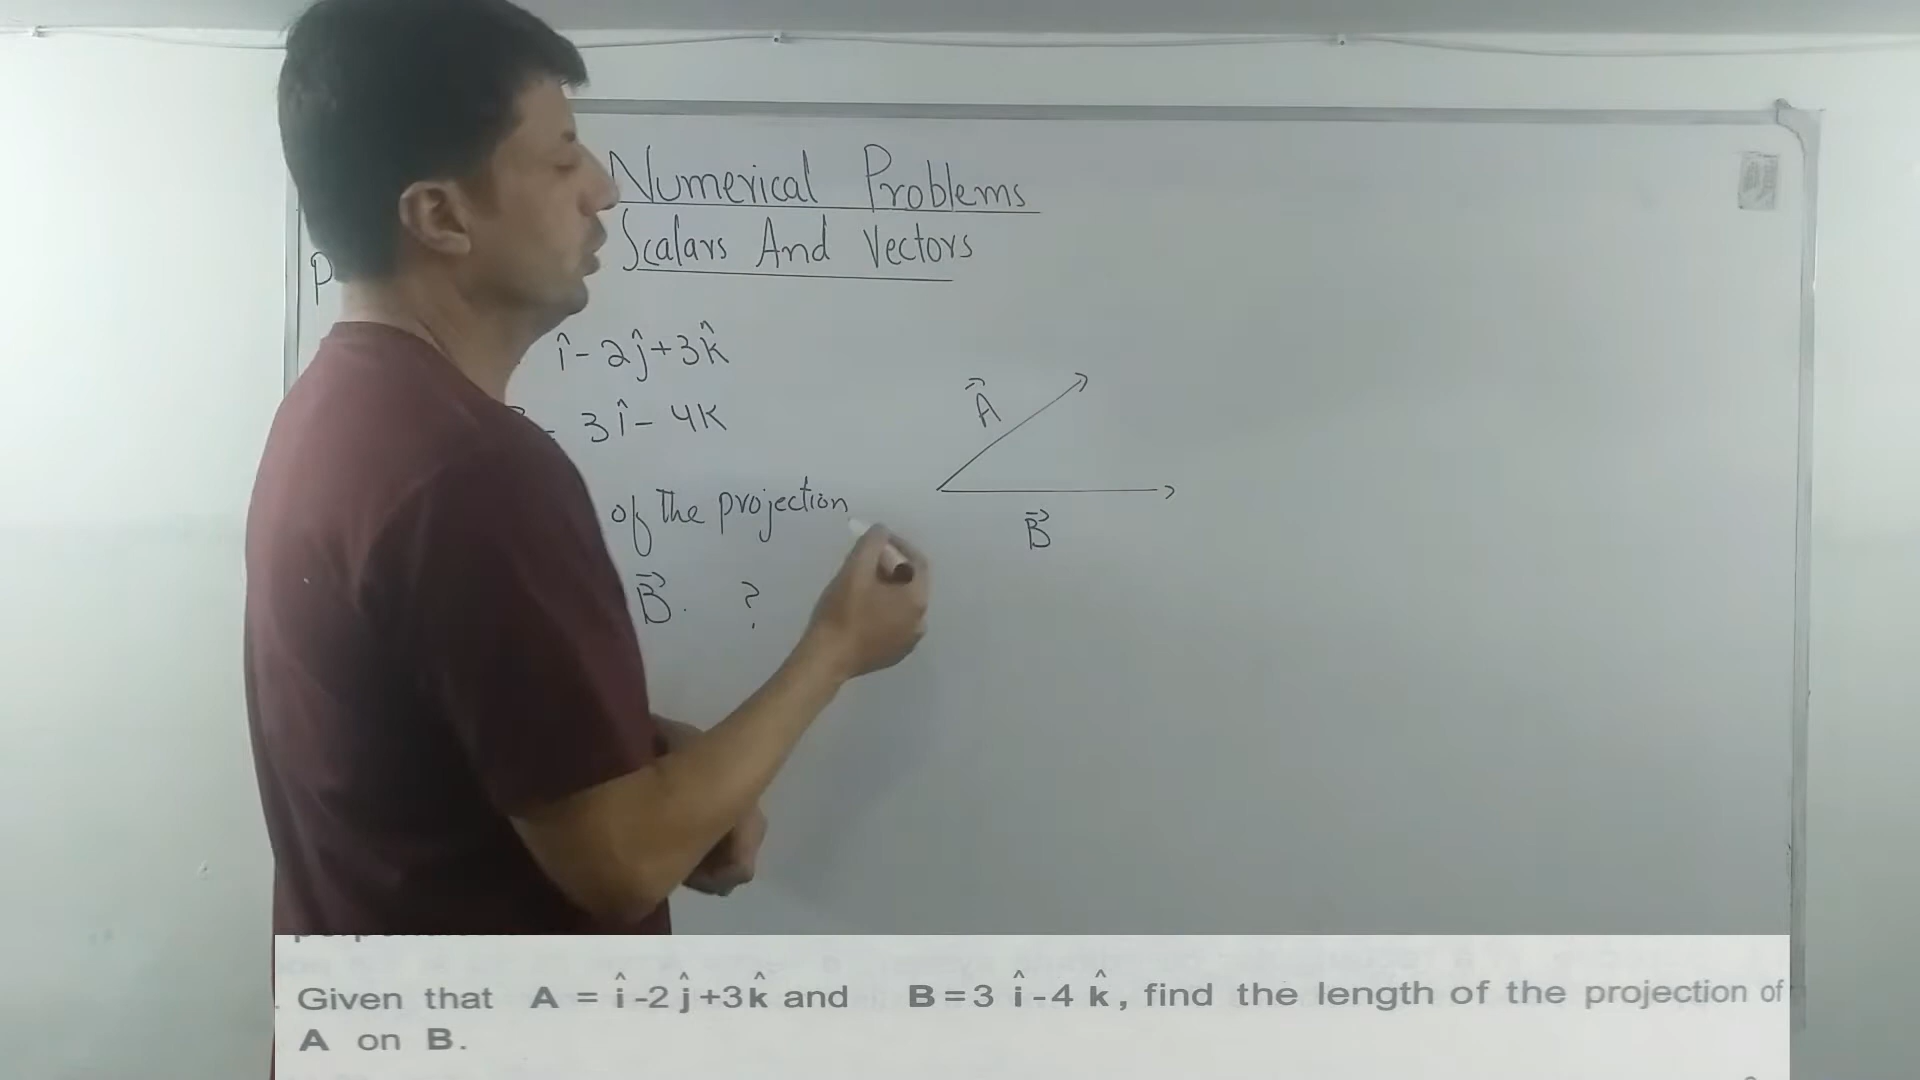 Numerical Problems
Scalars And Vectors
P
î - 2ĵ + 3k̂
= 3î - 4k
of the projection
B⃗. ?
A⃗
B⃗
Given that A = î -2 ĵ +3 k̂ and B = 3 î - 4 k̂, find the length of the projection of
A on B.